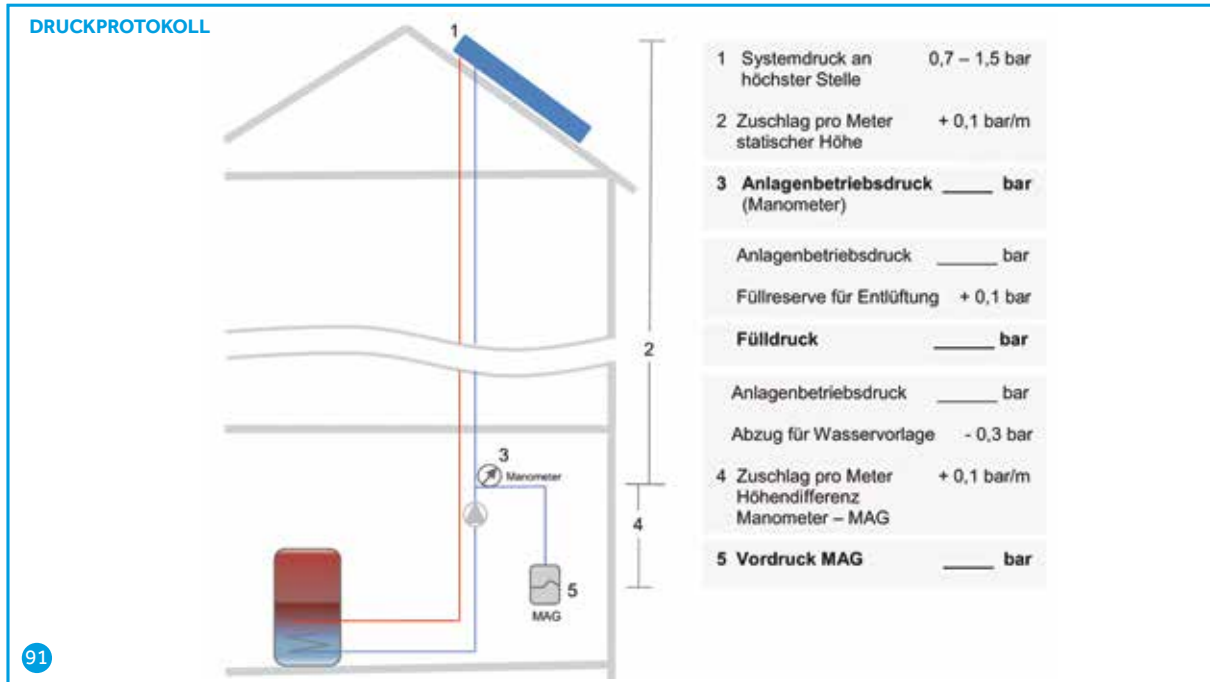 DRUCKPROTOKOLL
1
2
3
Manometer
4
5
MAG
1 Systemdruck an 0,7 – 1,5 bar
höchster Stelle
2 Zuschlag pro Meter + 0,1 bar/m
statischer Höhe
3 Anlagenbetriebsdruck _____ bar
(Manometer)
Anlagenbetriebsdruck ______ bar
Füllreserve für Entlüftung + 0,1 bar
Fülldruck ______ bar
Anlagenbetriebsdruck ______ bar
Abzug für Wasservorlage - 0,3 bar
4 Zuschlag pro Meter + 0,1 bar/m
Höhendifferenz
Manometer – MAG
5 Vordruck MAG _____ bar
91